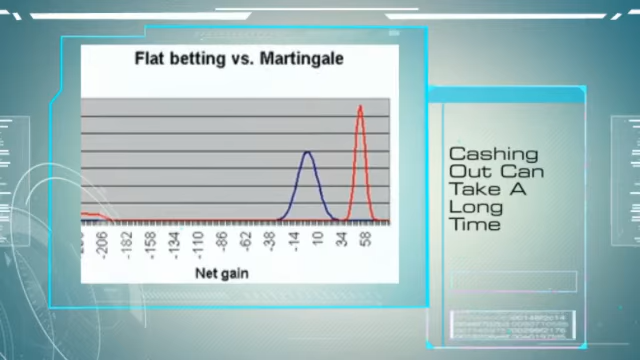 Flat betting vs. Martingale
-206
-182
-158
-134
-110
-86
-62
-38
-14
10
34
58
Net gain
Cashing
Out Can
Take A
Long
Time